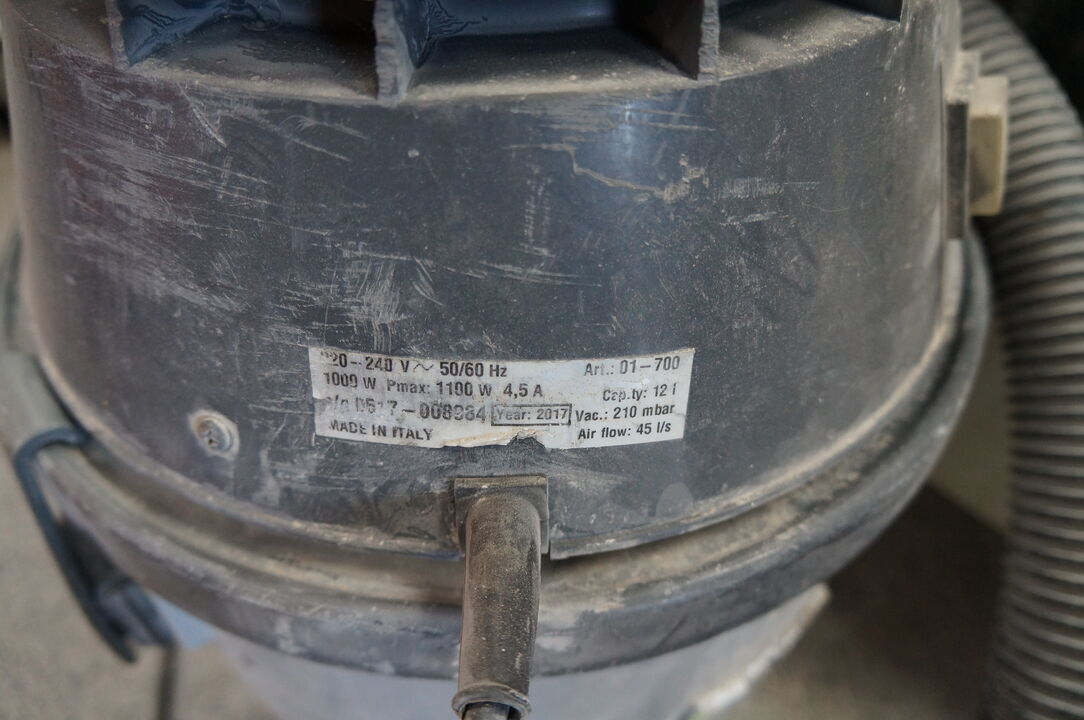 20-240 V ~ 50/60 Hz Art.: 01-700
1000 W Pmax: 1100 W 4,5 A Cap.ty: 12 l
Year: 2017 Vac.: 210 mbar
MADE IN ITALY Air flow: 45 l/s